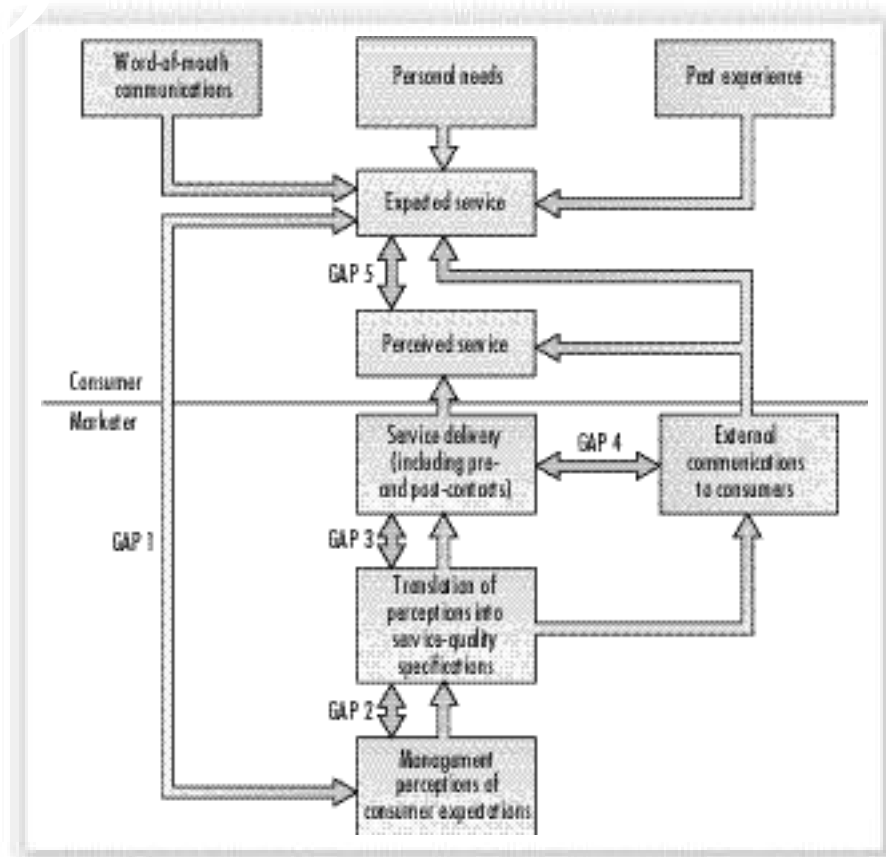 Word-of-mouth
communications
Personal needs
Past experience
Expected service
GAP 5
Perceived service
Consumer
Marketer
Service delivery
(including pre-
and post-contacts)
GAP 4
External
communications
to consumers
GAP 1
GAP 3
Translation of
perceptions into
service-quality
specifications
GAP 2
Management
perceptions of
consumer expectations